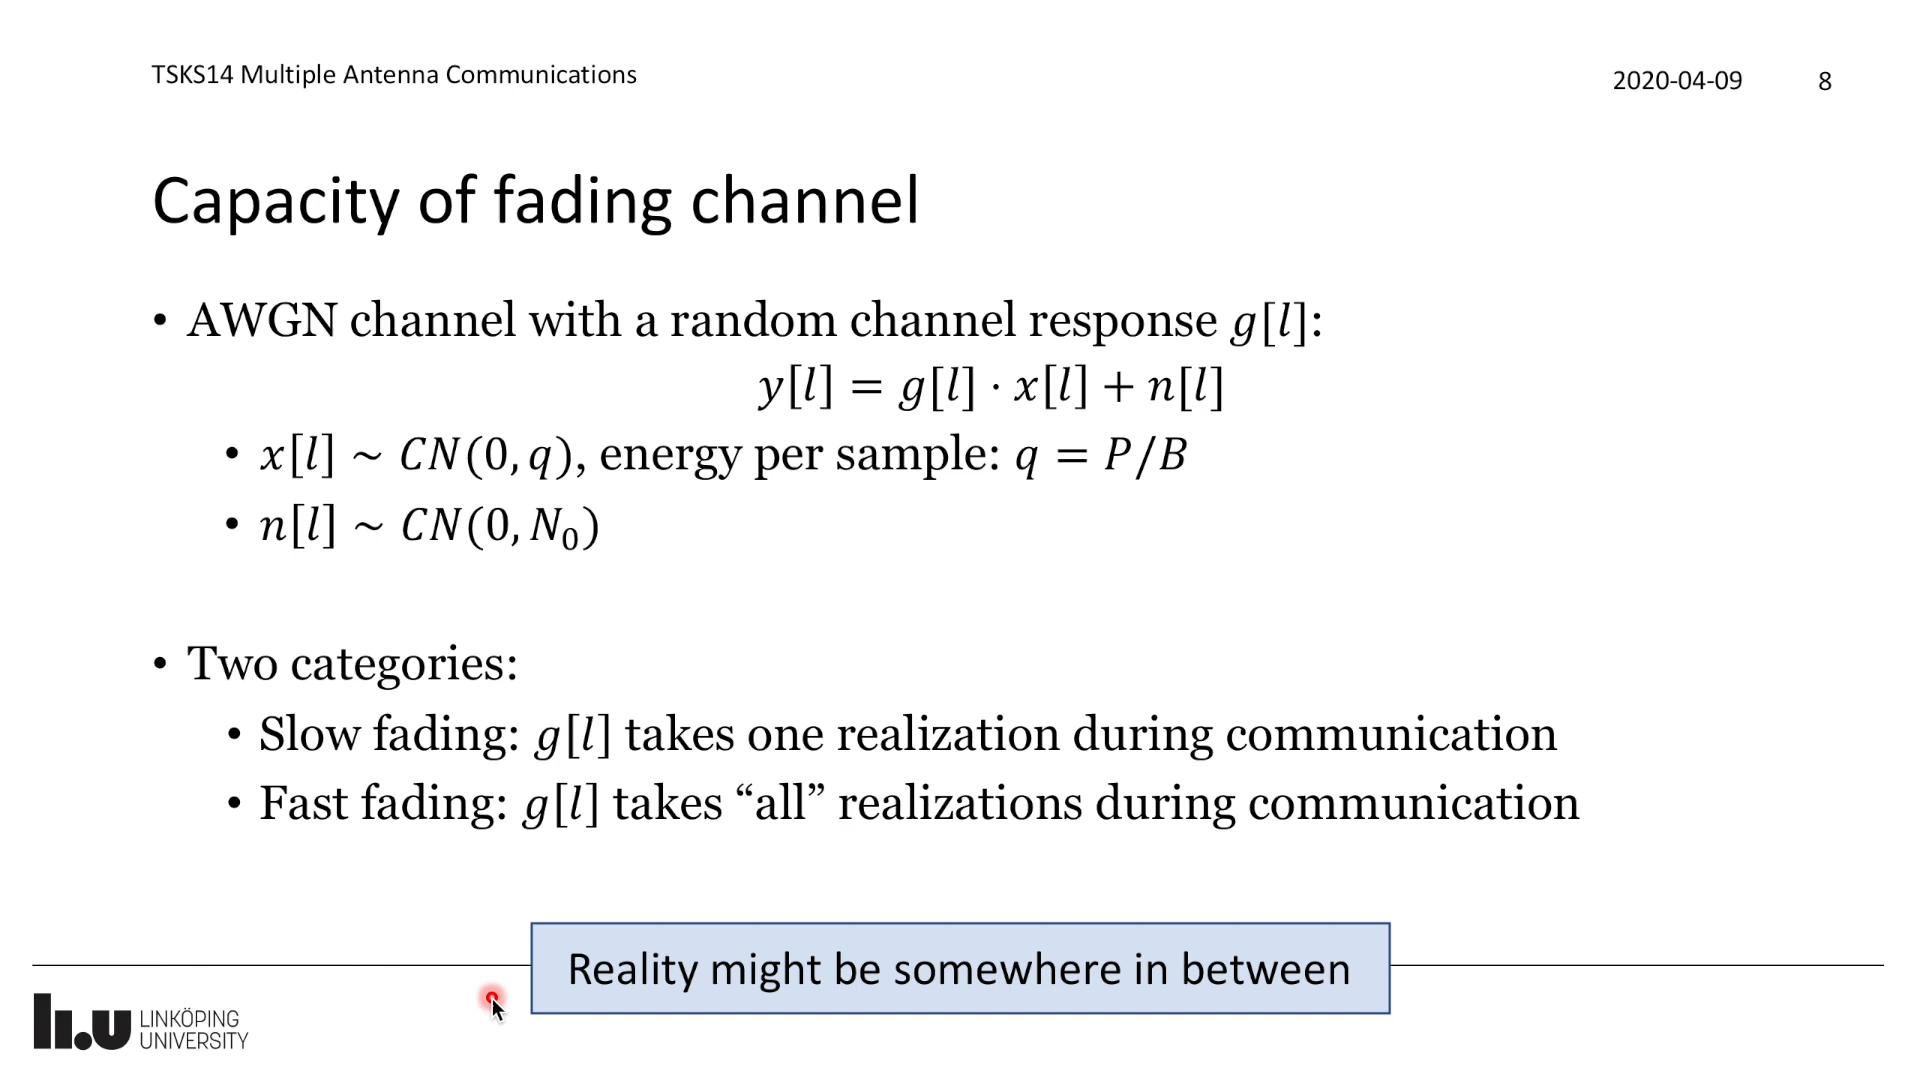 TSKS14 Multiple Antenna Communications
2020-04-09 8
Capacity of fading channel
• AWGN channel with a random channel response g[l]:
y[l] = g[l] · x[l] + n[l]
• x[l] ~ CN(0, q), energy per sample: q = P/B
• n[l] ~ CN(0, N₀)
• Two categories:
• Slow fading: g[l] takes one realization during communication
• Fast fading: g[l] takes “all” realizations during communication
Reality might be somewhere in between
li.u LINKÖPING
UNIVERSITY